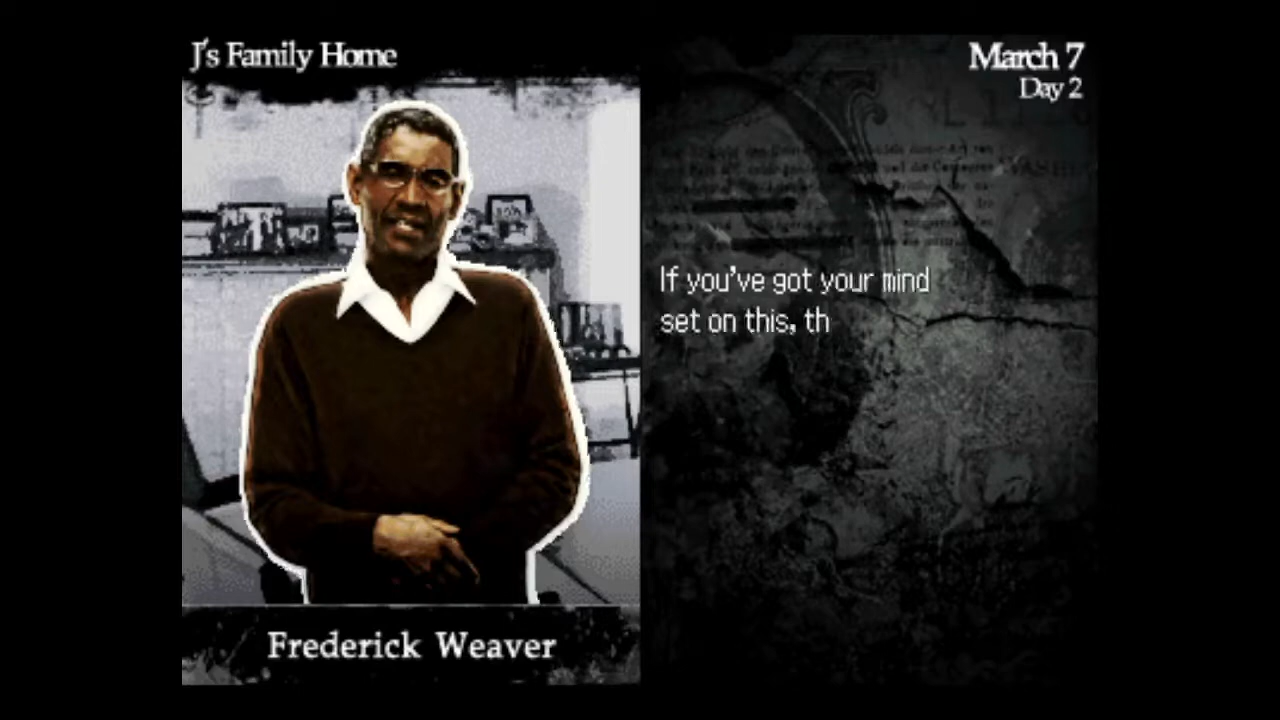 J's Family Home
March 7
Day 2
If you've got your mind
set on this, th
Frederick Weaver